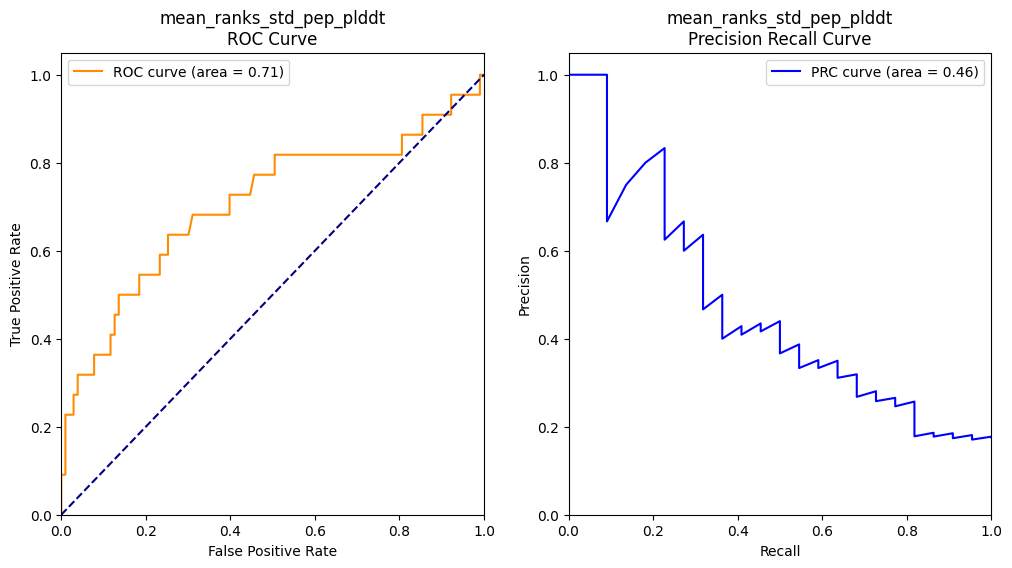 mean_ranks_std_pep_plddt
ROC Curve
ROC curve (area = 0.71)
1.0
0.8
0.6
0.4
0.2
0.0
True Positive Rate
0.0 0.2 0.4 0.6 0.8 1.0
False Positive Rate
mean_ranks_std_pep_plddt
Precision Recall Curve
PRC curve (area = 0.46)
1.0
0.8
0.6
0.4
0.2
0.0
Precision
0.0 0.2 0.4 0.6 0.8 1.0
Recall